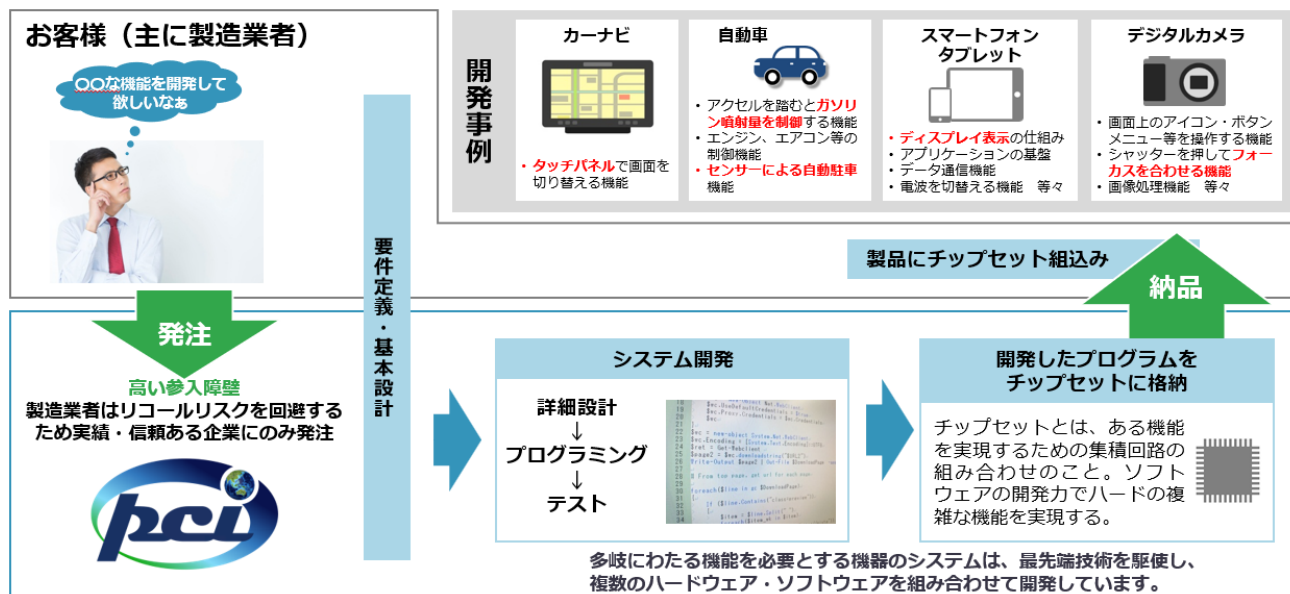 お客様（主に製造業者）
〇〇な機能を開発して
欲しいなぁ
開発事例
カーナビ
・タッチパネルで画面を
切り替える機能
自動車
・アクセルを踏むとガソリ
ン噴射量を制御する機能
・エンジン、エアコン等の
制御機能
・センサーによる自動駐車
機能
スマートフォン
タブレット
・ディスプレイ表示の仕組み
・アプリケーションの基盤
・データ通信機能
・電波を切替える機能　等々
デジタルカメラ
・画面上のアイコン・ボタン
メニュー等を操作する機能
・シャッターを押してフォー
カスを合わせる機能
・画像処理機能　等々
要件定義・基本設計
製品にチップセット組込み
納品
発注
高い参入障壁
製造業者はリコールリスクを回避する
ため実績・信頼ある企業にのみ発注
pci
システム開発
詳細設計
↓
プログラミング
↓
テスト
開発したプログラムを
チップセットに格納
チップセットとは、ある機能
を実現するための集積回路の
組み合わせのこと。ソフト
ウェアの開発力でハードの複
雑な機能を実現する。
多岐にわたる機能を必要とする機器のシステムは、最先端技術を駆使し、
複数のハードウェア・ソフトウェアを組み合わせて開発しています。